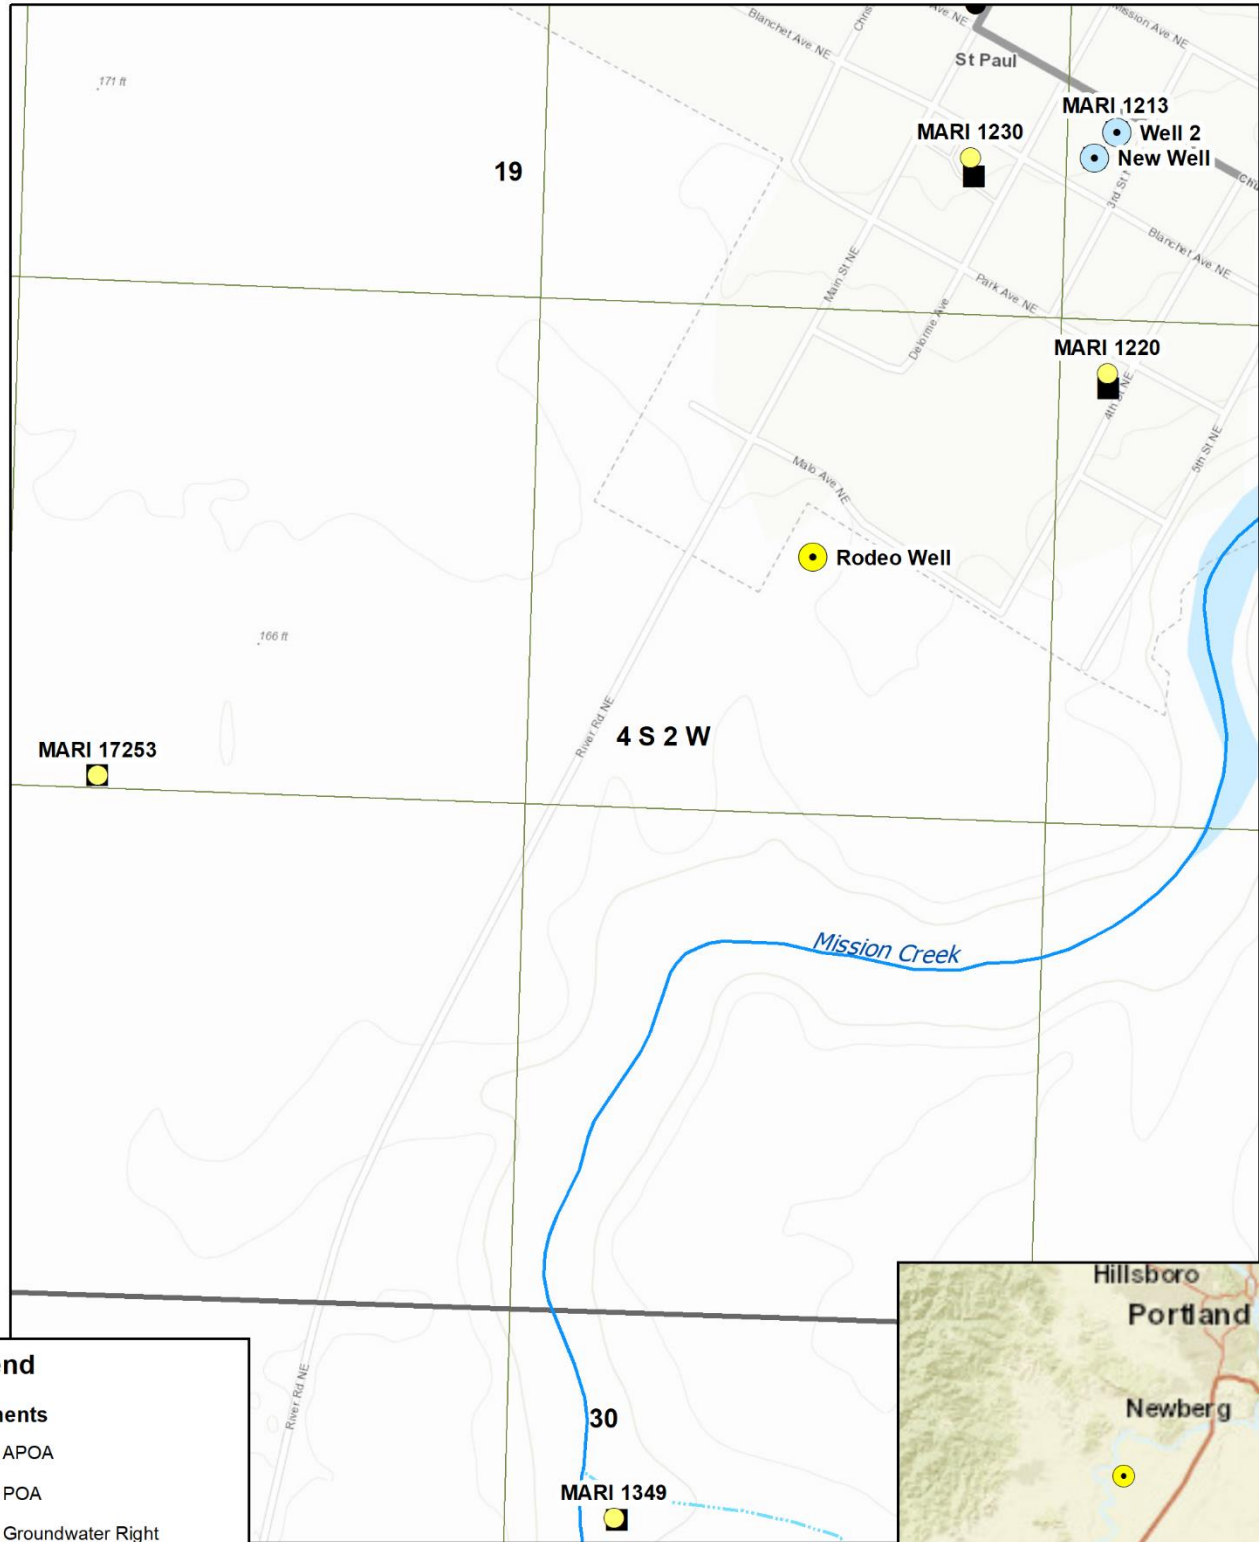 Ave NE
Mission Ave NE
Blanchet Ave NE
St Paul
171 ft
MARI 1213
MARI 1230
Well 2
New Well
19
3rd St
Blanchet Ave NE
Main St NE
Park Ave NE
Delorme Ave
MARI 1220
4th St NE
5th St NE
Malo Ave NE
Rodeo Well
166 ft
River Rd NE
4 S 2 W
MARI 17253
Mission Creek
Hillsboro
Portland
Newberg
River Rd NE
30
APOA
POA
Groundwater Right
MARI 1349